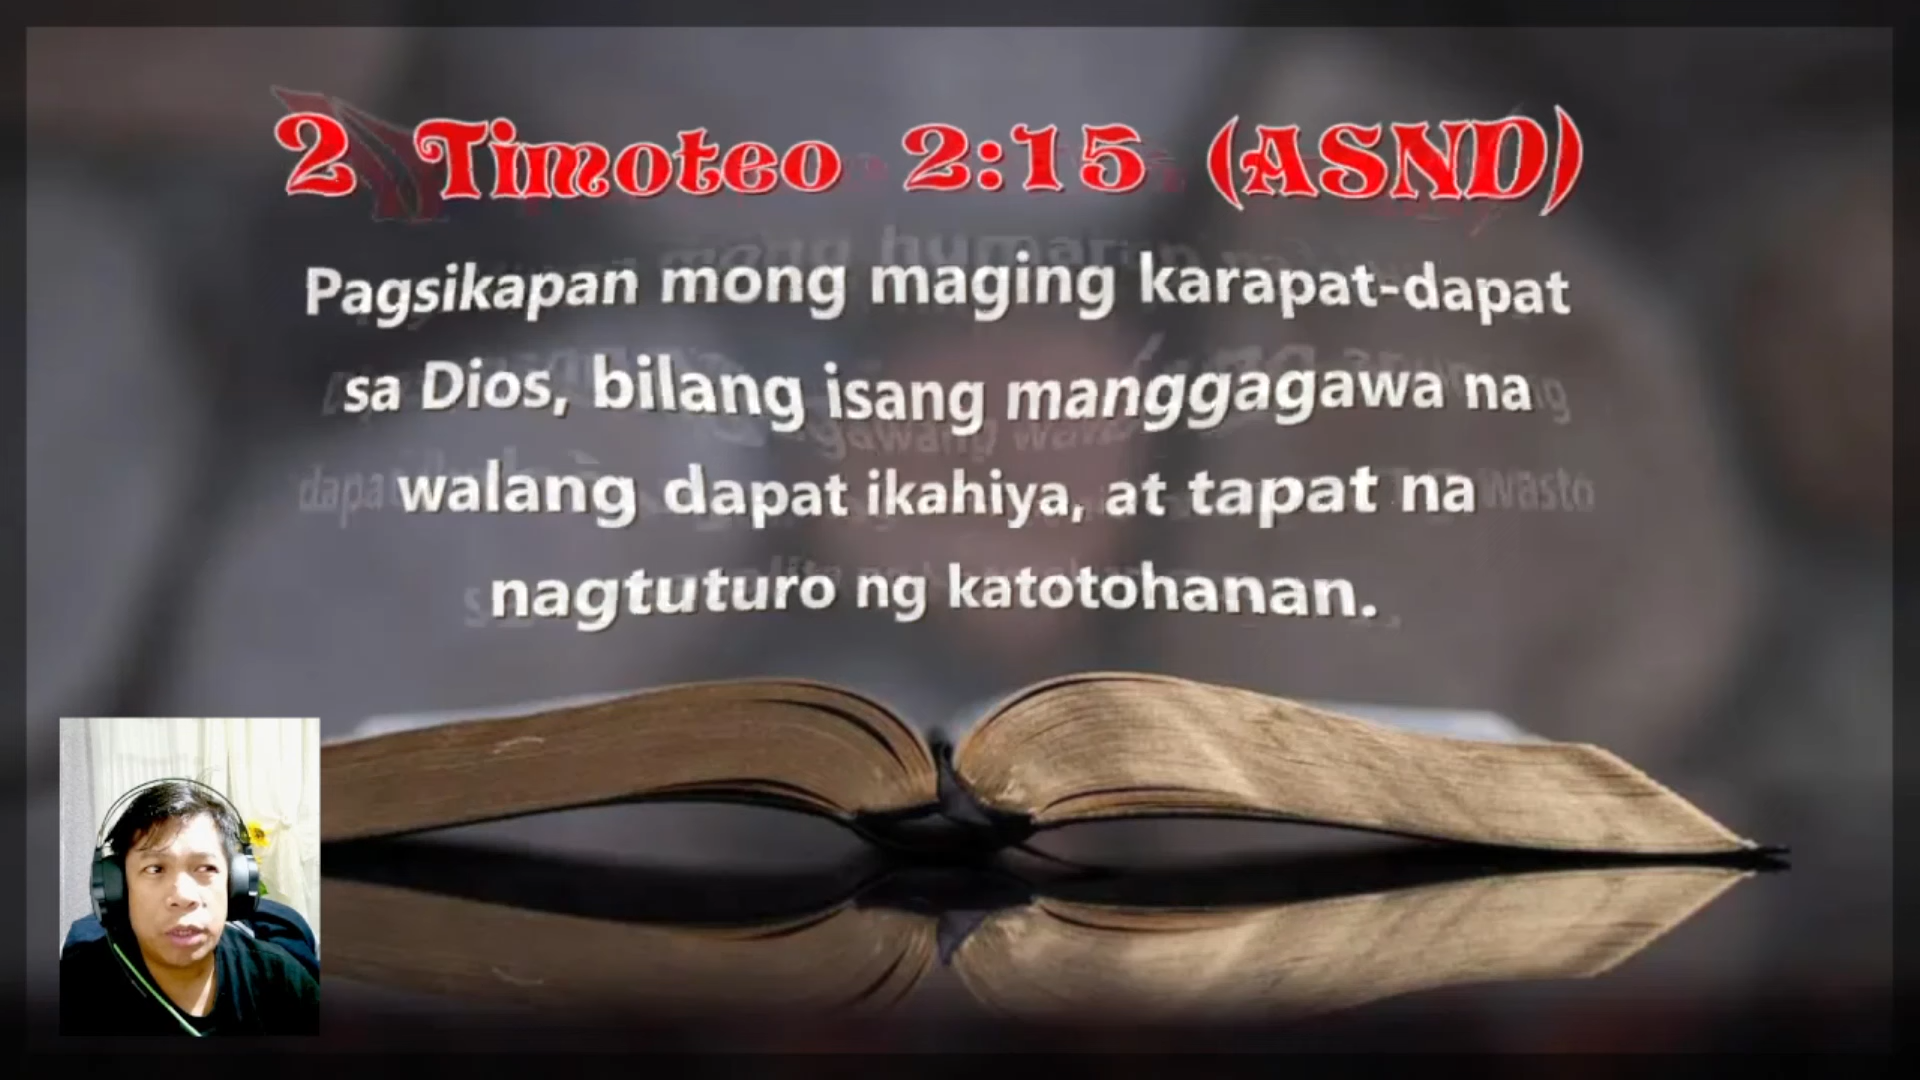 2 Timoteo 2:15 (ASND)
Pagsikapan mong maging karapat-dapat
sa Dios, bilang isang manggagawa na
walang dapat ikahiya, at tapat na
nagtuturo ng katotohanan.